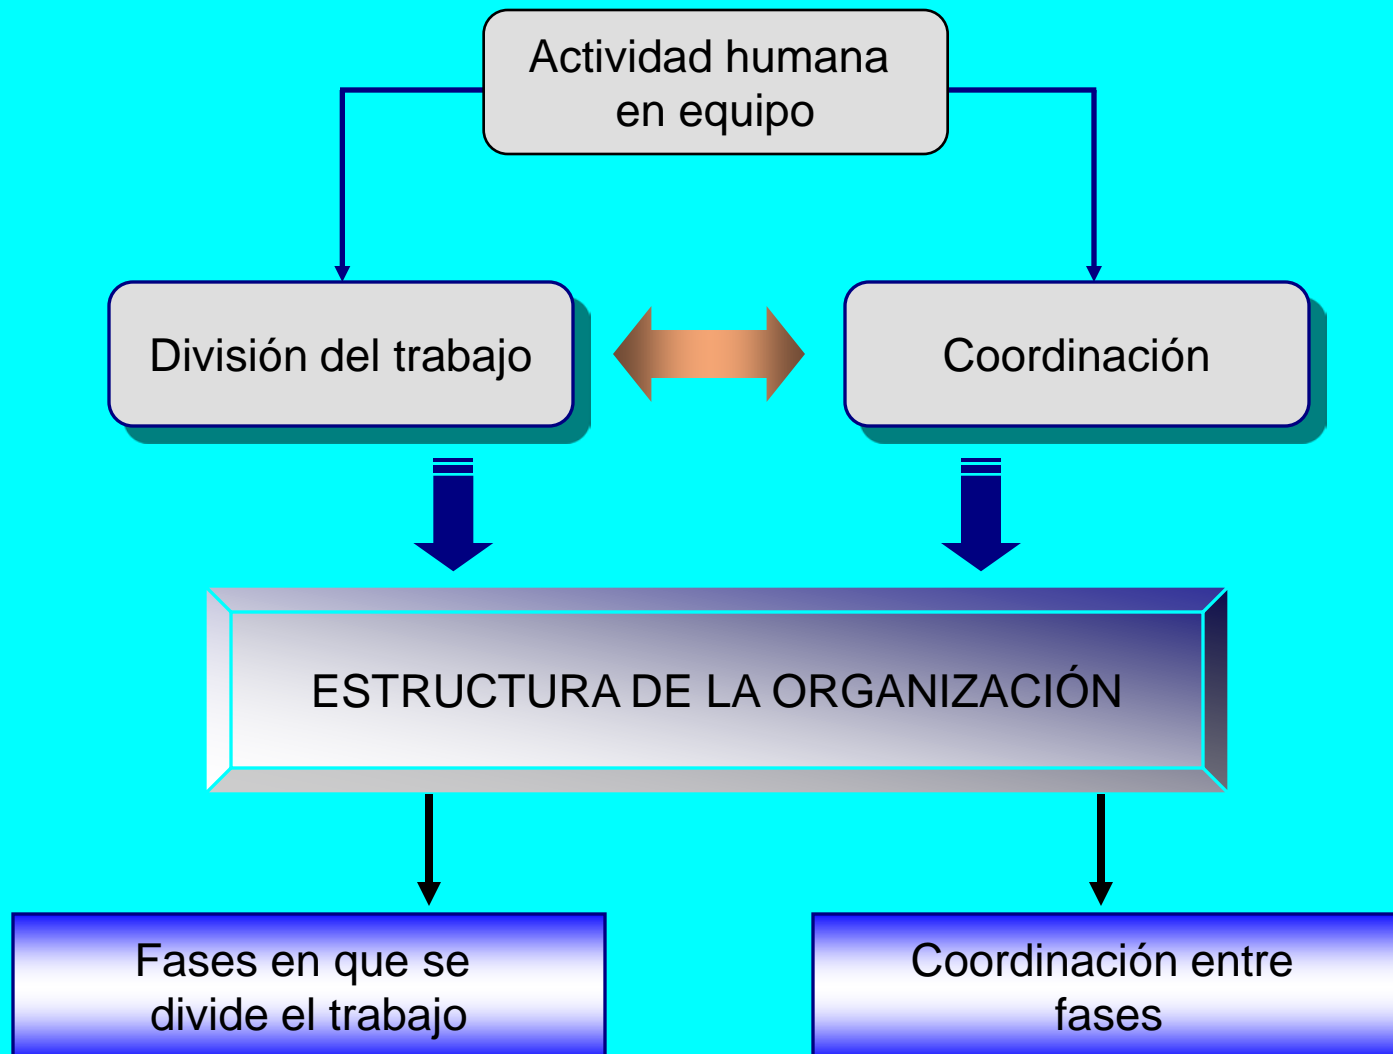 Actividad humana
en equipo
División del trabajo
Coordinación
ESTRUCTURA DE LA ORGANIZACIÓN
Fases en que se
divide el trabajo
Coordinación entre
fases